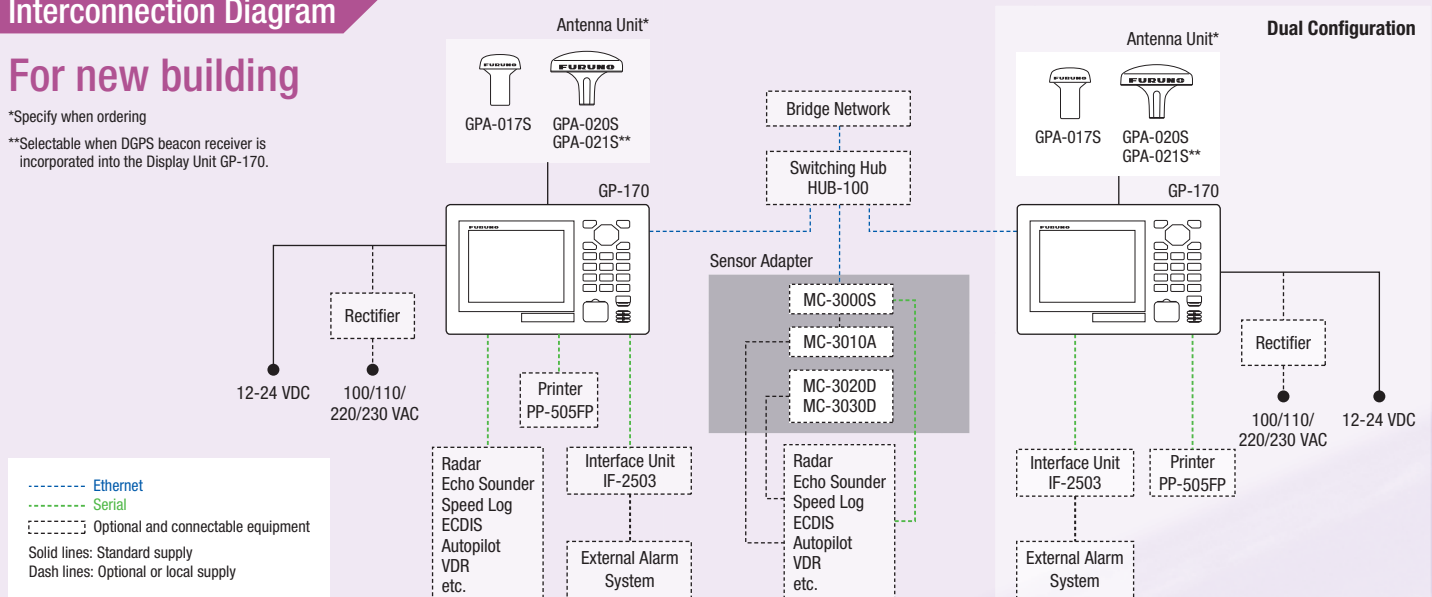 Interconnection Diagram
For new building
*Specify when ordering
**Selectable when DGPS beacon receiver is
incorporated into the Display Unit GP-170.
Antenna Unit*
FURUNO
FURUNO
GPA-017S
GPA-020S
GPA-021S**
GP-170
FURUNO
Rectifier
12-24 VDC
100/110/
220/230 VAC
Printer
PP-505FP
Radar
Echo Sounder
Speed Log
ECDIS
Autopilot
VDR
etc.
Interface Unit
IF-2503
External Alarm
System
Bridge Network
Switching Hub
HUB-100
Sensor Adapter
MC-3000S
MC-3010A
MC-3020D
MC-3030D
Radar
Echo Sounder
Speed Log
ECDIS
Autopilot
VDR
etc.
Dual Configuration
Antenna Unit*
FURUNO
FURUNO
GPA-017S
GPA-020S
GPA-021S**
GP-170
FURUNO
Rectifier
100/110/
220/230 VAC
12-24 VDC
Interface Unit
IF-2503
Printer
PP-505FP
External Alarm
System
Ethernet
Serial
Optional and connectable equipment
Solid lines: Standard supply
Dash lines: Optional or local supply